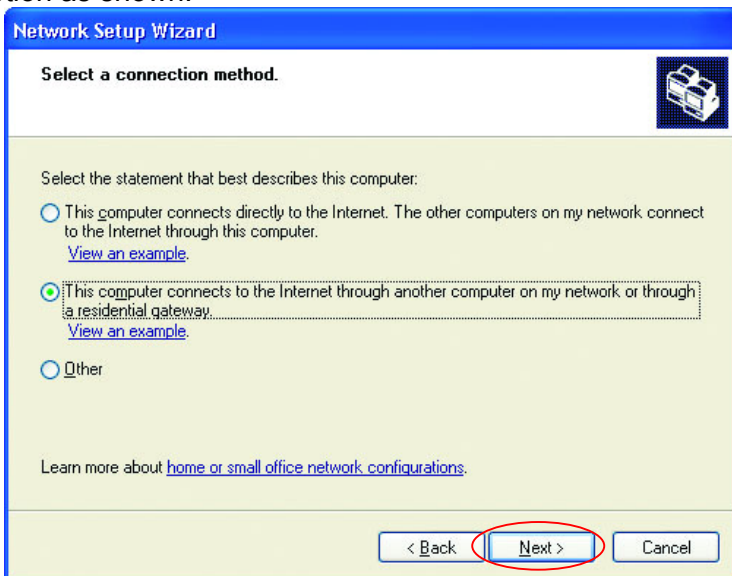 tion as shown.
Network Setup Wizard
Select a connection method.
Select the statement that best describes this computer:
This computer connects directly to the Internet. The other computers on my network connect
to the Internet through this computer.
View an example.
This computer connects to the Internet through another computer on my network or through
a residential gateway.
View an example.
Other
Learn more about home or small office network configurations.
< Back Next > Cancel